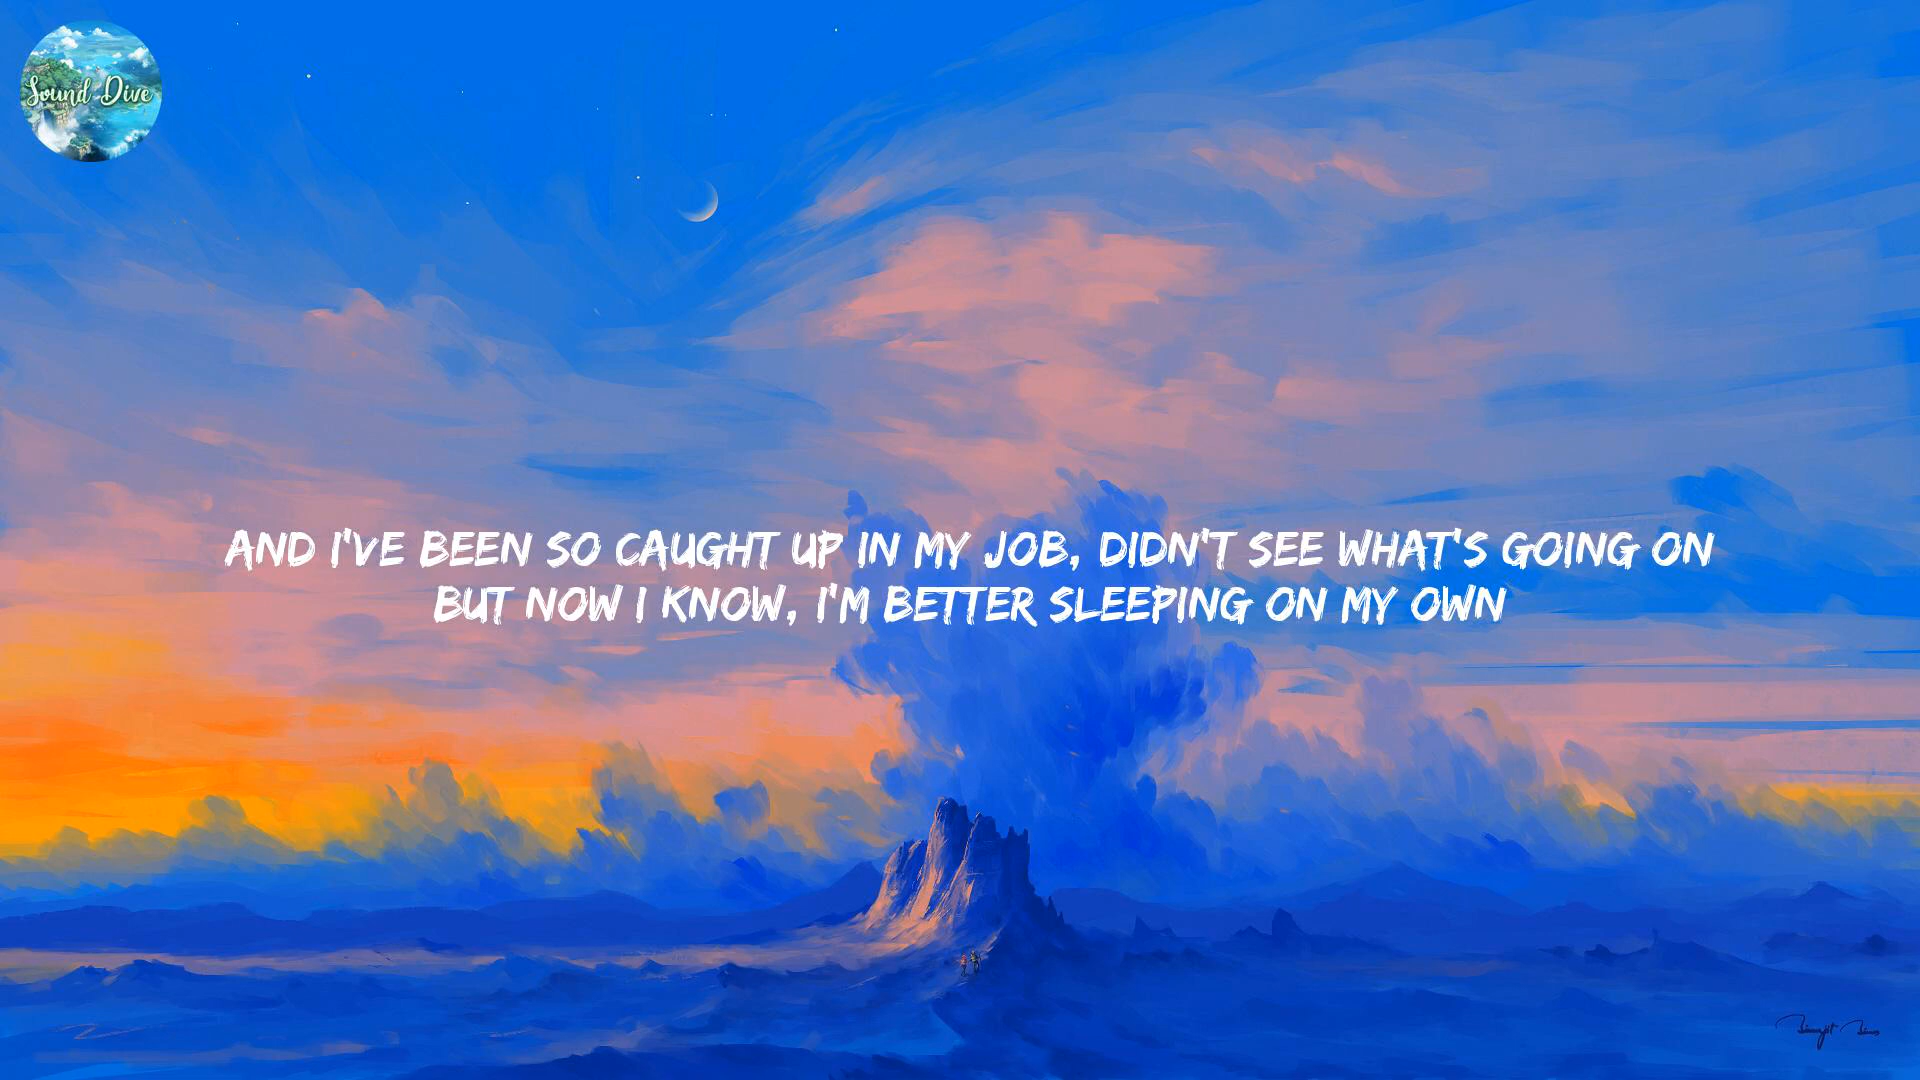 Sound Dive
AND I'VE BEEN SO CAUGHT UP IN MY JOB, DIDN'T SEE WHAT'S GOING ON
BUT NOW I KNOW, I'M BETTER SLEEPING ON MY OWN